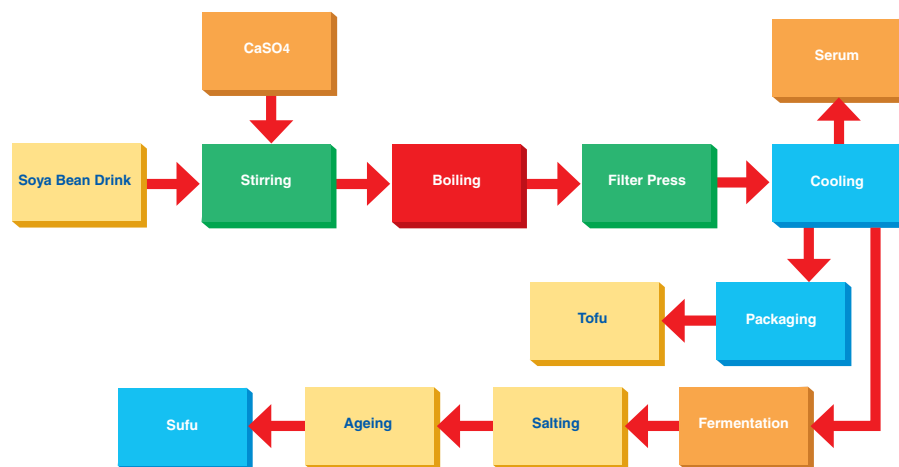 CaSO4
Serum
Soya Bean Drink
Stirring
Boiling
Filter Press
Cooling
Tofu
Packaging
Sufu
Ageing
Salting
Fermentation